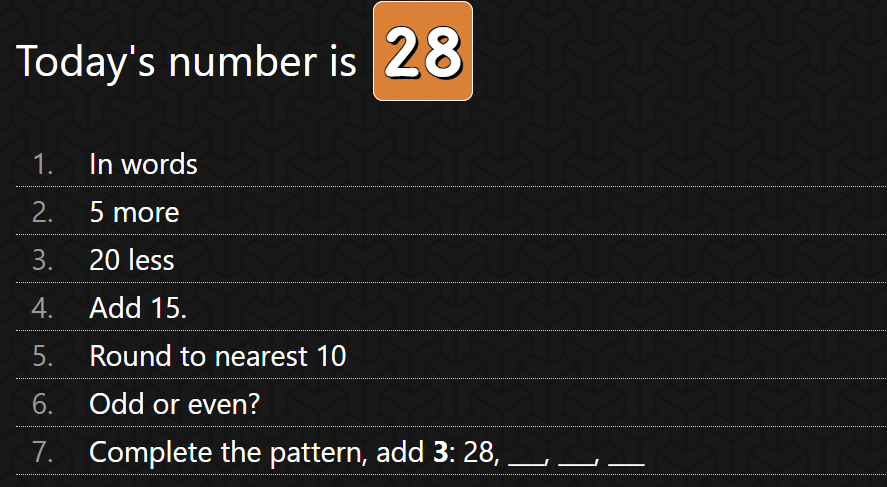 Today's number is 28
1. In words
2. 5 more
3. 20 less
4. Add 15.
5. Round to nearest 10
6. Odd or even?
7. Complete the pattern, add 3: 28, ___, ___, ___